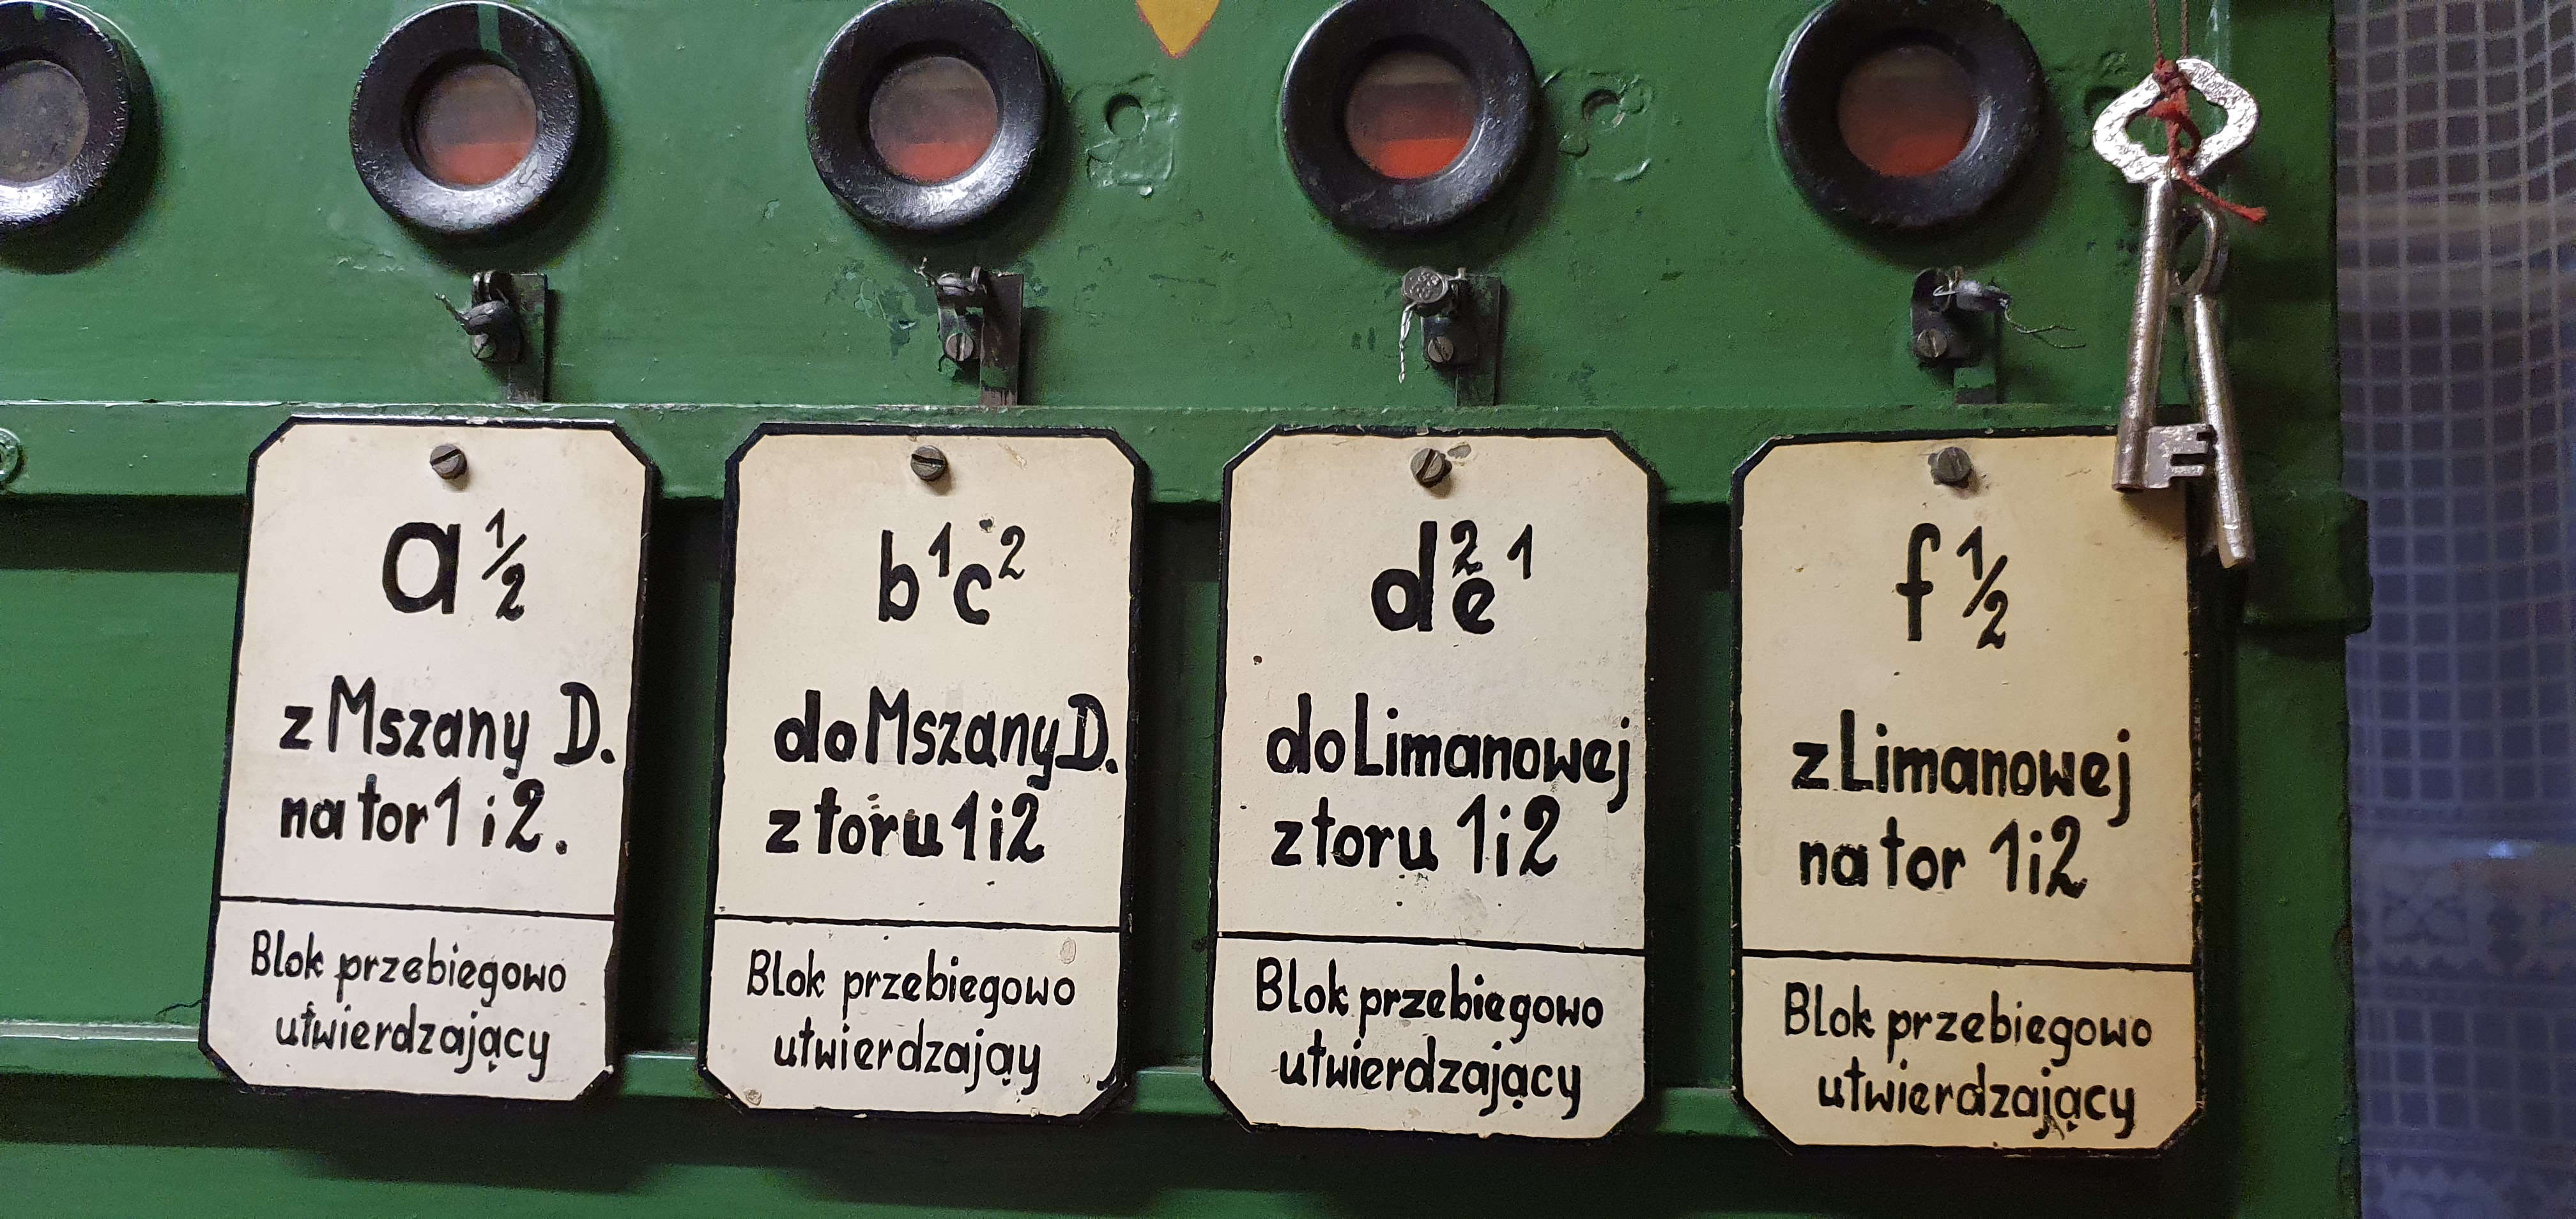 a 1/2
z Mszany D.
na tor 1 i 2.
Blok przebiegowo
utwierdzający
b¹c²
do Mszany D.
z toru 1 i 2
Blok przebiegowo
utwierdzająy
d²e¹
do Limanowej
z toru 1 i 2
Blok przebiegowo
utwierdzający
f 1/2
z Limanowej
na tor 1 i 2
Blok przebiegowo
utwierdzający